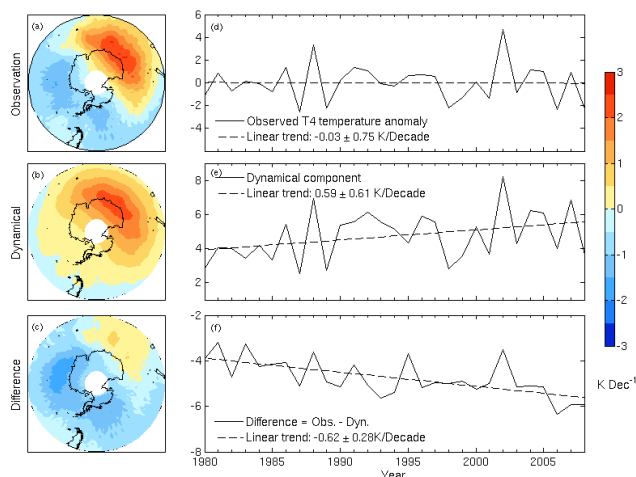 Observation
(a)
(d)
6
4
2
0
-2
-4
Observed T4 temperature anomaly
Linear trend: -0.03 ± 0.75 K/Decade
Dynamical
(b)
(e)
8
6
4
2
Dynamical component
Linear trend: 0.59 ± 0.61 K/Decade
Difference
(c)
(f)
-2
-4
-6
-8
Difference = Obs. - Dyn.
Linear trend: -0.62 ± 0.28K/Decade
1980 1985 1990 1995 2000 2005
Year
3
2
1
0
-1
-2
-3
K Dec⁻¹